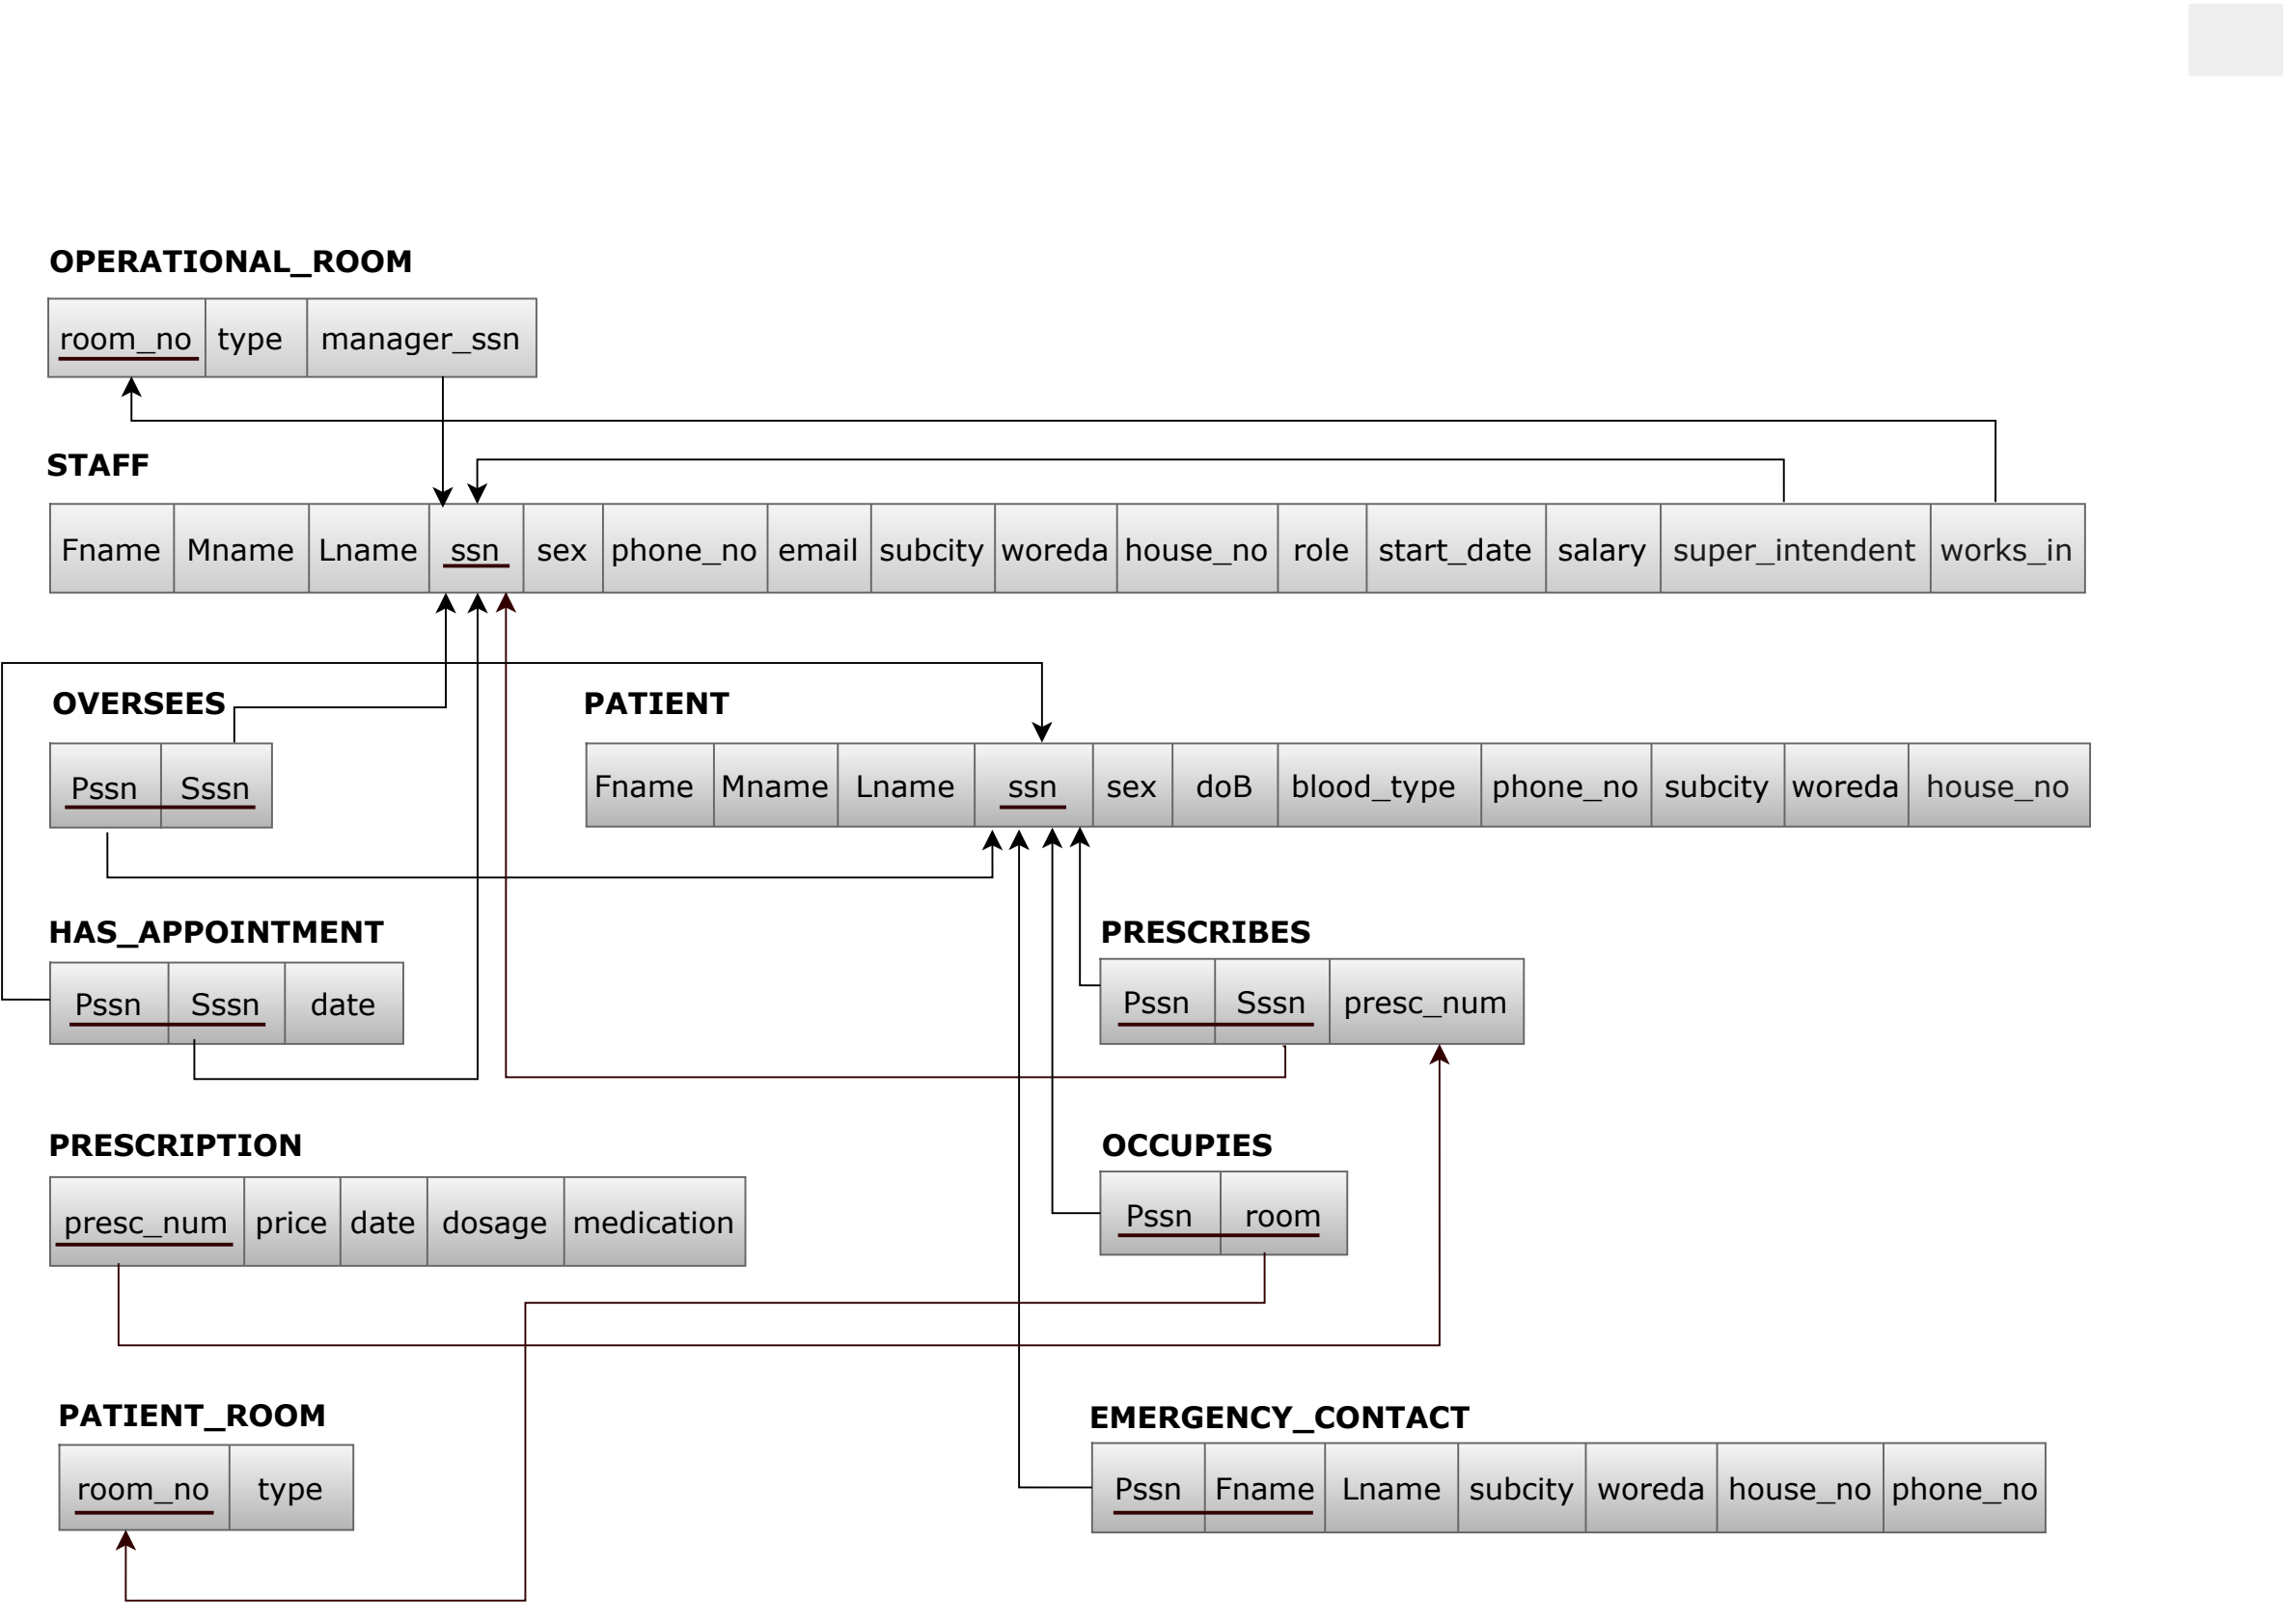 OPERATIONAL_ROOM
room_no type manager_ssn
STAFF
Fname Mname Lname ssn sex phone_no email subcity woreda house_no role start_date salary super_intendent works_in
OVERSEES PATIENT
Pssn Sssn Fname Mname Lname ssn sex doB blood_type phone_no subcity woreda house_no
HAS_APPOINTMENT PRESCRIBES
Pssn Sssn date Pssn Sssn presc_num
PRESCRIPTION OCCUPIES
presc_num price date dosage medication Pssn room
PATIENT_ROOM EMERGENCY_CONTACT
room_no type Pssn Fname Lname subcity woreda house_no phone_no